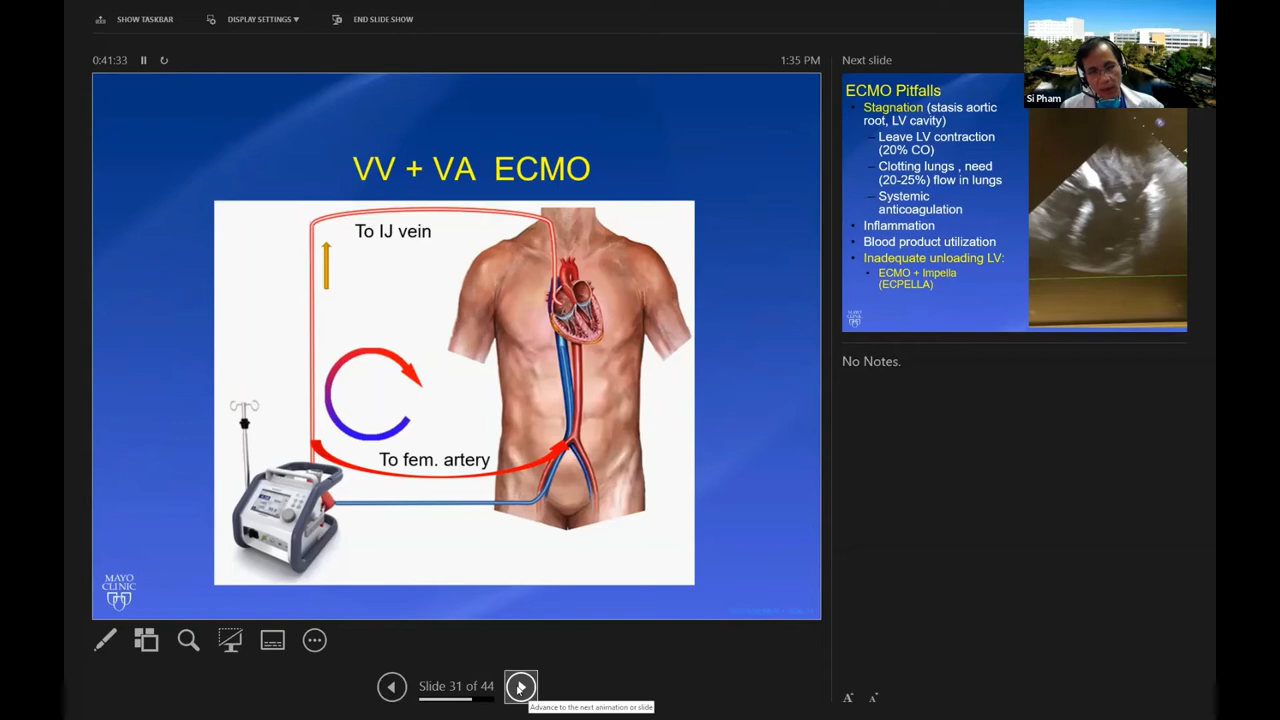 SHOW TASKBAR
DISPLAY SETTINGS ▼
END SLIDE SHOW
0:41:33
1:35 PM
VV + VA ECMO
To IJ vein
To fem. artery
MAYO
CLINIC
Slide 31 of 44
Advance to the next animation or slide
Next slide
Si Pham
ECMO Pitfalls
• Stagnation (stasis aortic
root, LV cavity)
– Leave LV contraction
(20% CO)
– Clotting lungs , need
(20-25%) flow in lungs
– Systemic
anticoagulation
• Inflammation
• Blood product utilization
• Inadequate unloading LV:
• ECMO + Impella
(ECPELLA)
No Notes.
A A